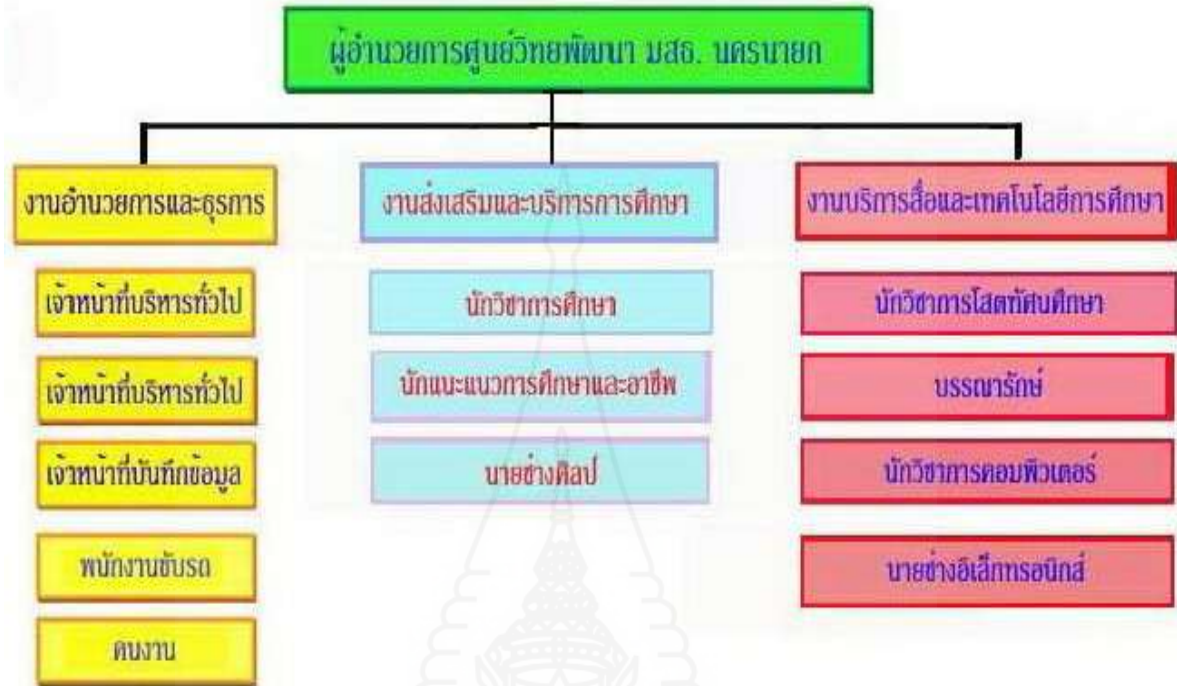 ผู้อำนวยการศูนย์วิทยพัฒนา มสธ. นครนายก
งานอำนวยการและธุรการ
เจ้าหน้าที่บริหารทั่วไป
เจ้าหน้าที่บริหารทั่วไป
เจ้าหน้าที่บันทึกข้อมูล
พนักงานขับรถ
คนงาน
งานส่งเสริมและบริการการศึกษา
นักวิชาการศึกษา
นักแนะแนวการศึกษาและอาชีพ
นายช่างศิลป์
งานบริการสื่อและเทคโนโลยีการศึกษา
นักวิชาการโสตทัศนศึกษา
บรรณารักษ์
นักวิชาการคอมพิวเตอร์
นายช่างอิเล็กทรอนิกส์